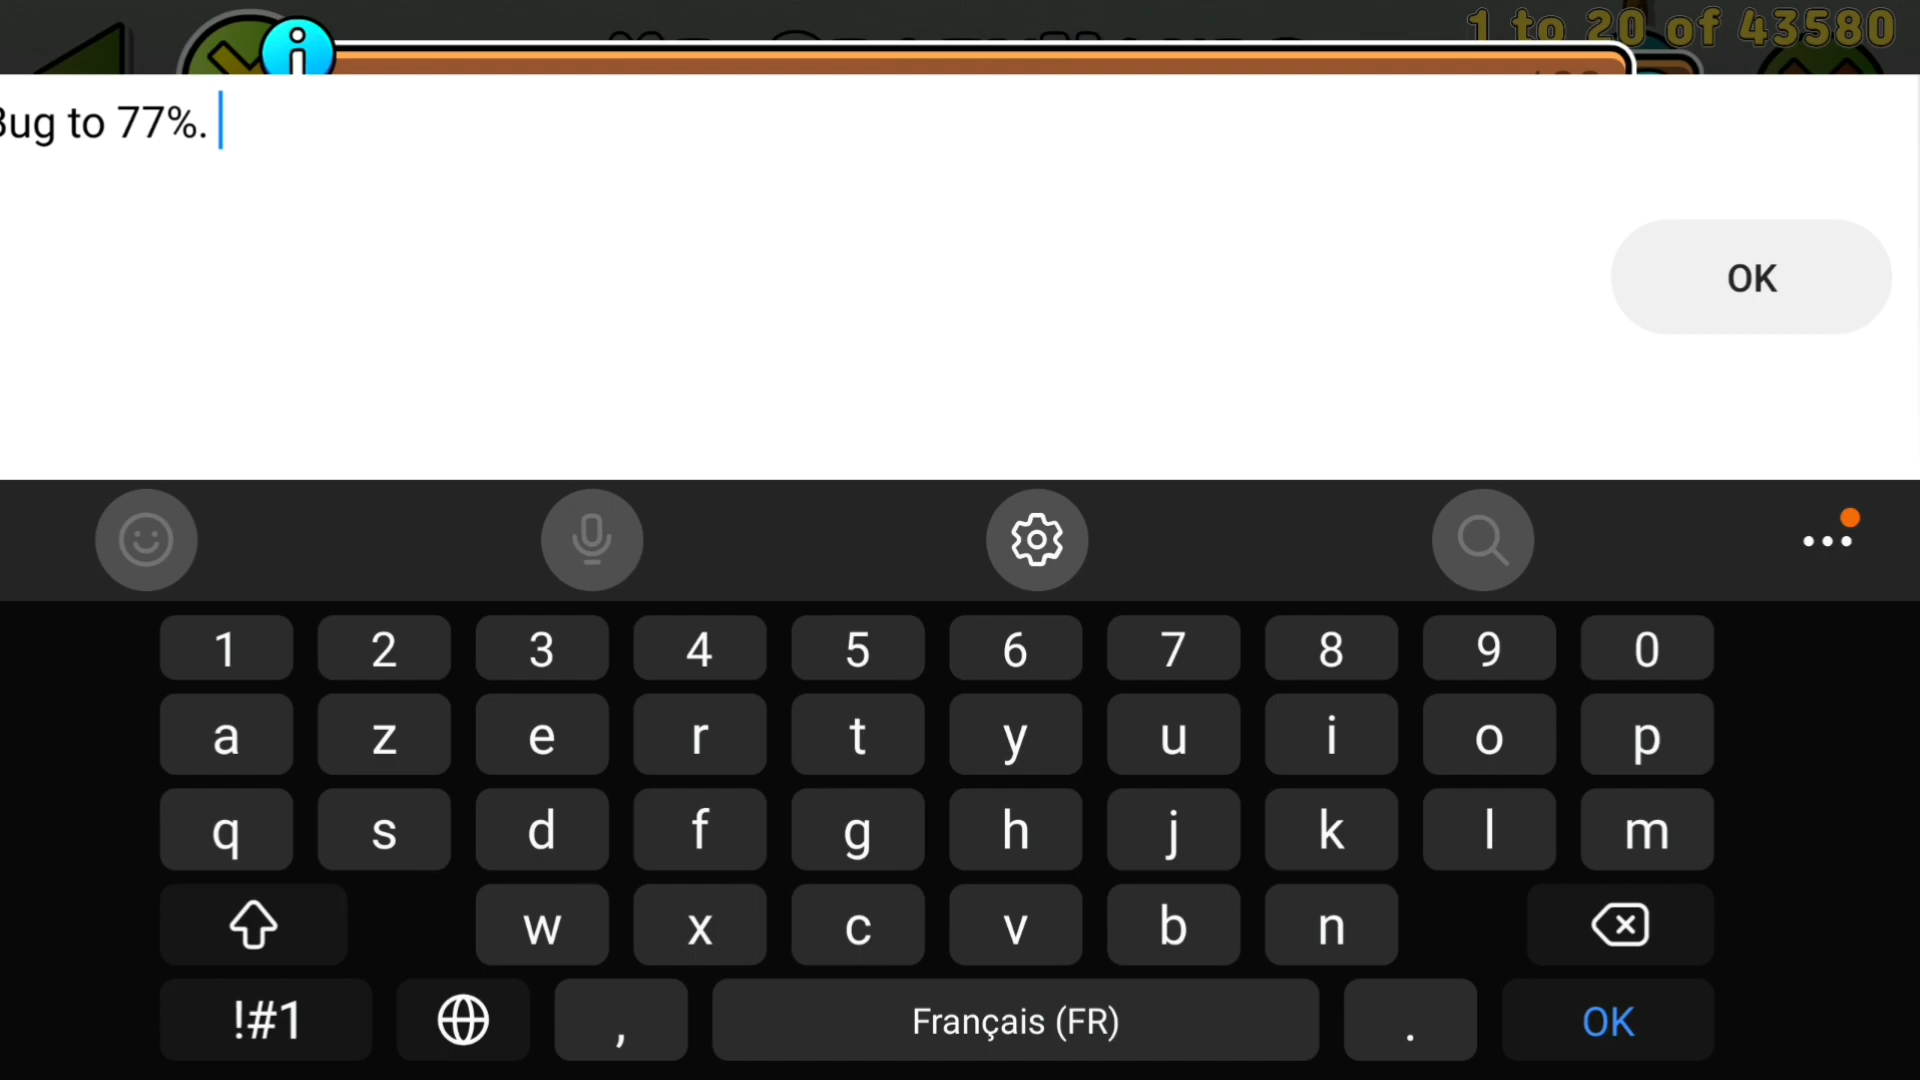 1 to 20 of 43580
Bug to 77%.
OK
1 2 3 4 5 6 7 8 9 0
a z e r t y u i o p
q s d f g h j k l m
w x c v b n
!#1 , Français (FR) . OK